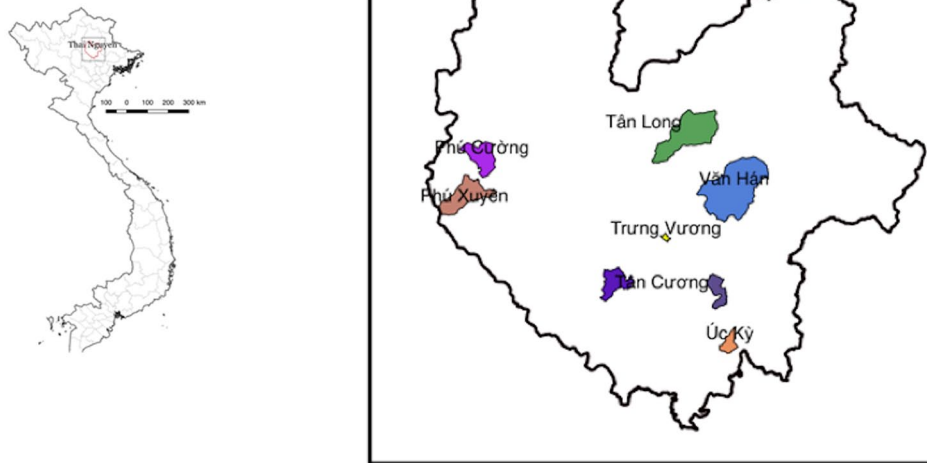 Thai Nguyen
100 0 100 200 300 km
Tân Long
Phú Cường
Văn Hán
Phú Xuyên
Trưng Vương
Tân Cương
Úc Kỳ